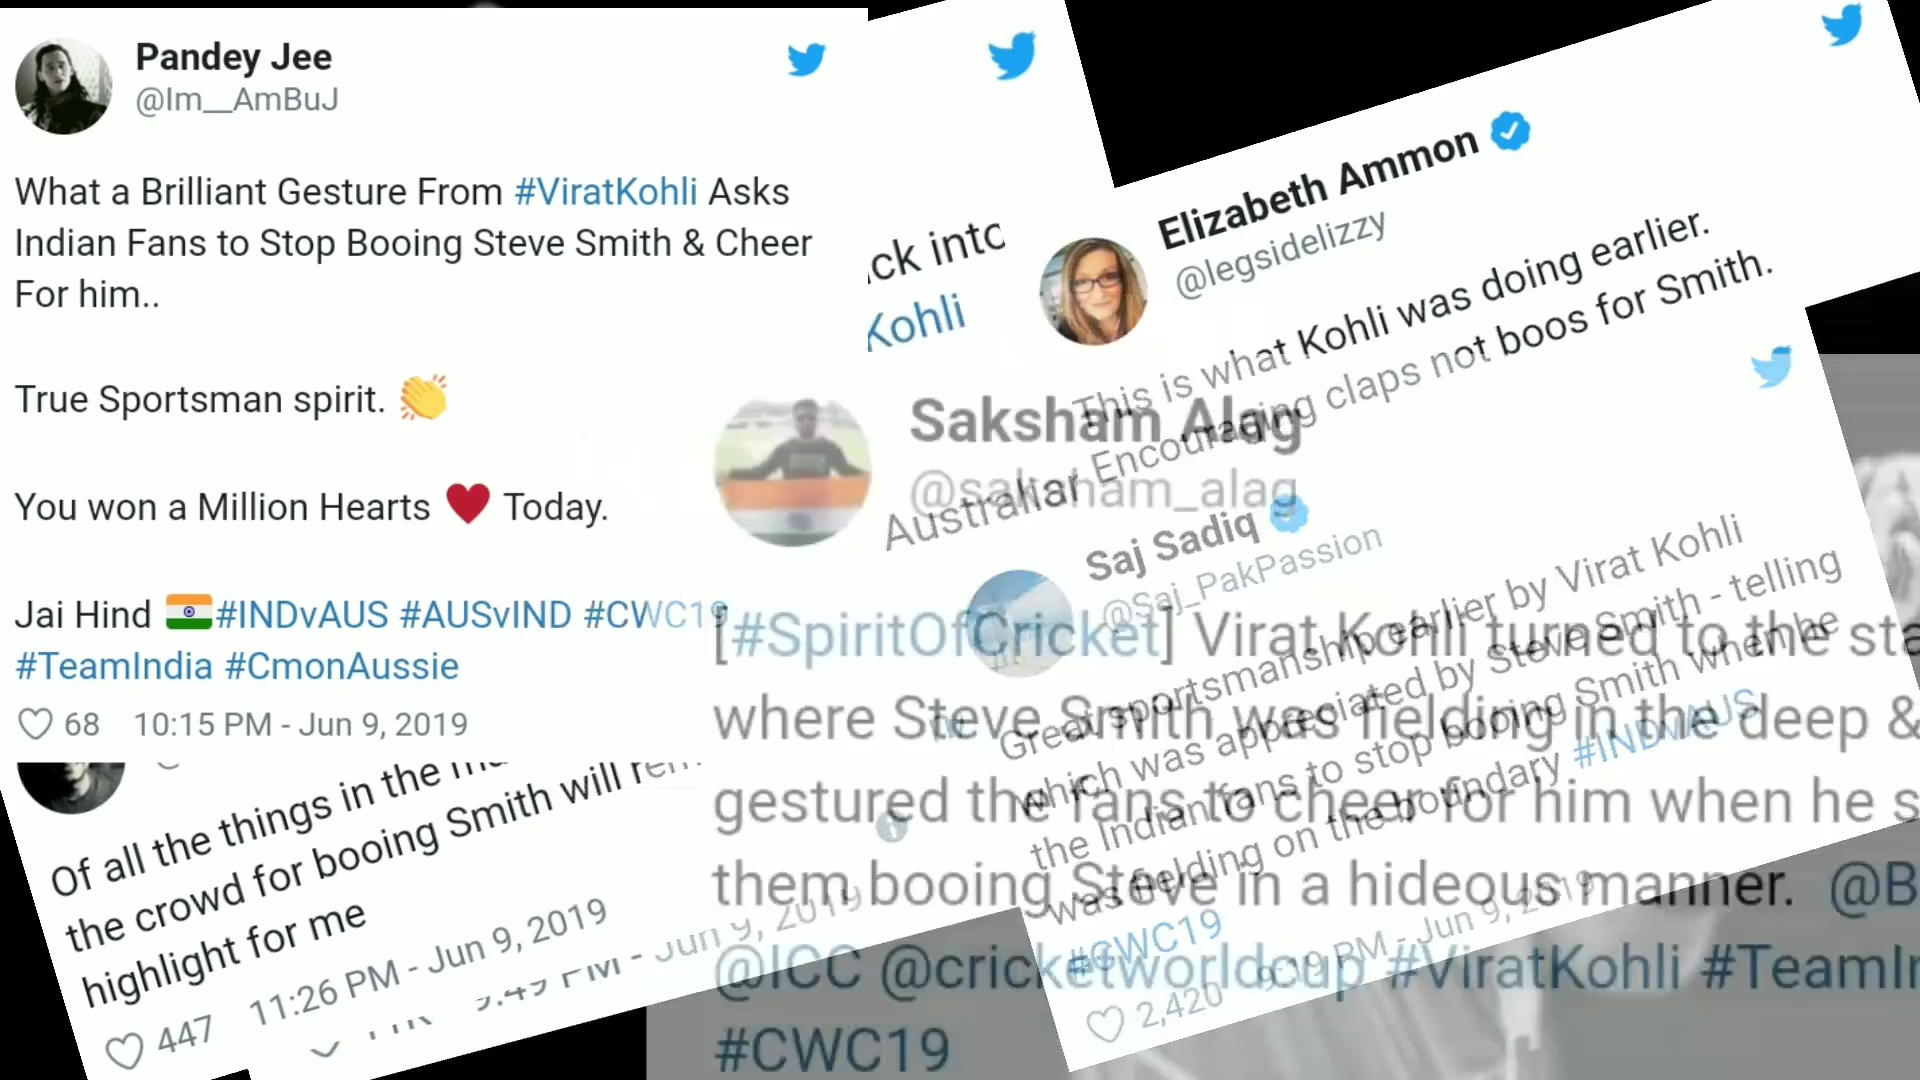 Pandey Jee
@Im__AmBuJ
What a Brilliant Gesture From #ViratKohli Asks
Indian Fans to Stop Booing Steve Smith & Cheer
For him..
True Sportsman spirit. 👏
You won a Million Hearts ♥ Today.
Jai Hind 🇮🇳#INDvAUS #AUSvIND #CWC19
#TeamIndia #CmonAussie
68 10:15 PM - Jun 9, 2019
ck into
Kohli
Elizabeth Ammon
@legsidelizzy
This is what Kohli was doing earlier.
Encouraging claps not boos for Smith.
Saksham Alag
@saksham_alag
[#SpiritOfCricket] Virat Kohli turned to the sta
where Steve Smith was fielding in the deep &
gestured the fans to cheer for him when he s
them booing Steve in a hideous manner. @B
@ICC @cricketworldcup #ViratKohli #TeamIn
#CWC19
Saj Sadiq
@Saj_PakPassion
Great sportsmanship earlier by Virat Kohli
which was appreciated by Steve Smith - telling
the Indian fans to stop booing Smith when he
was fielding on the boundary #INDvAUS
#CWC19
2,420 9:19 PM - Jun 9, 2019
Of all the things in the
the crowd for booing Smith will
highlight for me
447 11:26 PM - Jun 9, 2019
9:49 PM - Jun 9, 2019